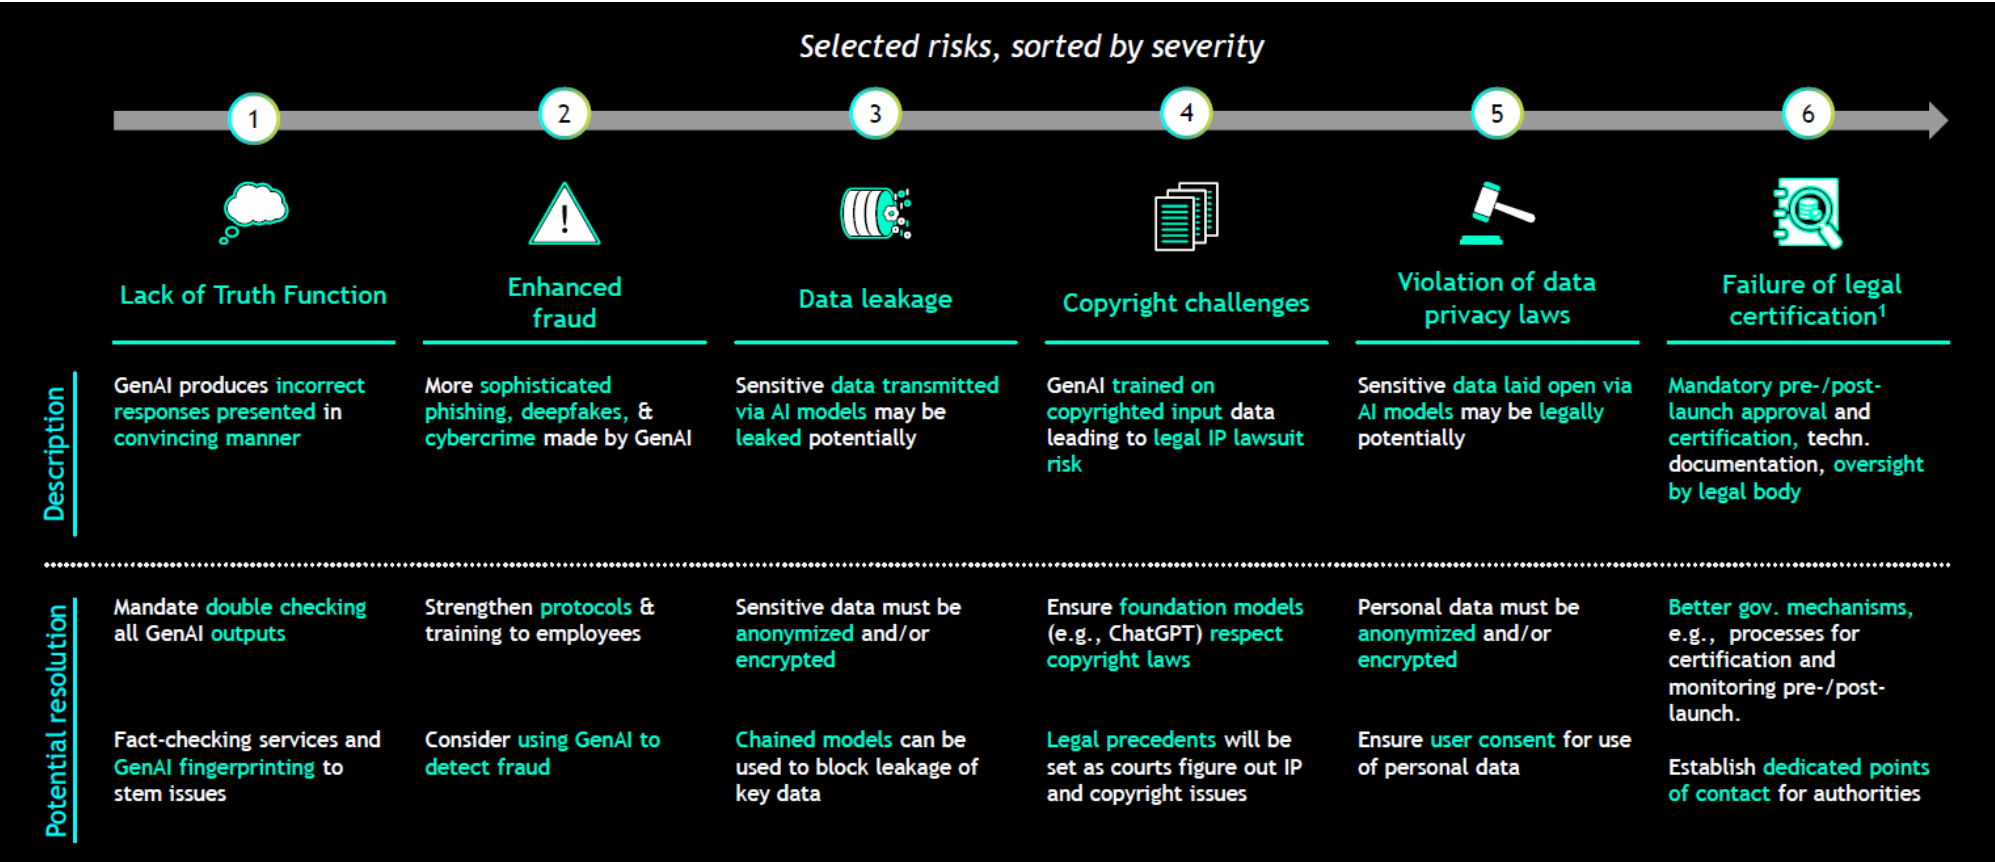 Selected risks, sorted by severity
1
2
3
4
5
6
Lack of Truth Function
Enhanced
fraud
Data leakage
Copyright challenges
Violation of data
privacy laws
Failure of legal
certification¹
Description
GenAI produces incorrect
responses presented in
convincing manner
More sophisticated
phishing, deepfakes, &
cybercrime made by GenAI
Sensitive data transmitted
via AI models may be
leaked potentially
GenAI trained on
copyrighted input data
leading to legal IP lawsuit
risk
Sensitive data laid open via
AI models may be legally
potentially
Mandatory pre-/post-
launch approval and
certification, techn.
documentation, oversight
by legal body
Potential resolution
Mandate double checking
all GenAI outputs
Fact-checking services and
GenAI fingerprinting to
stem issues
Strengthen protocols &
training to employees
Consider using GenAI to
detect fraud
Sensitive data must be
anonymized and/or
encrypted
Chained models can be
used to block leakage of
key data
Ensure foundation models
(e.g., ChatGPT) respect
copyright laws
Legal precedents will be
set as courts figure out IP
and copyright issues
Personal data must be
anonymized and/or
encrypted
Ensure user consent for use
of personal data
Better gov. mechanisms,
e.g., processes for
certification and
monitoring pre-/post-
launch.
Establish dedicated points
of contact for authorities